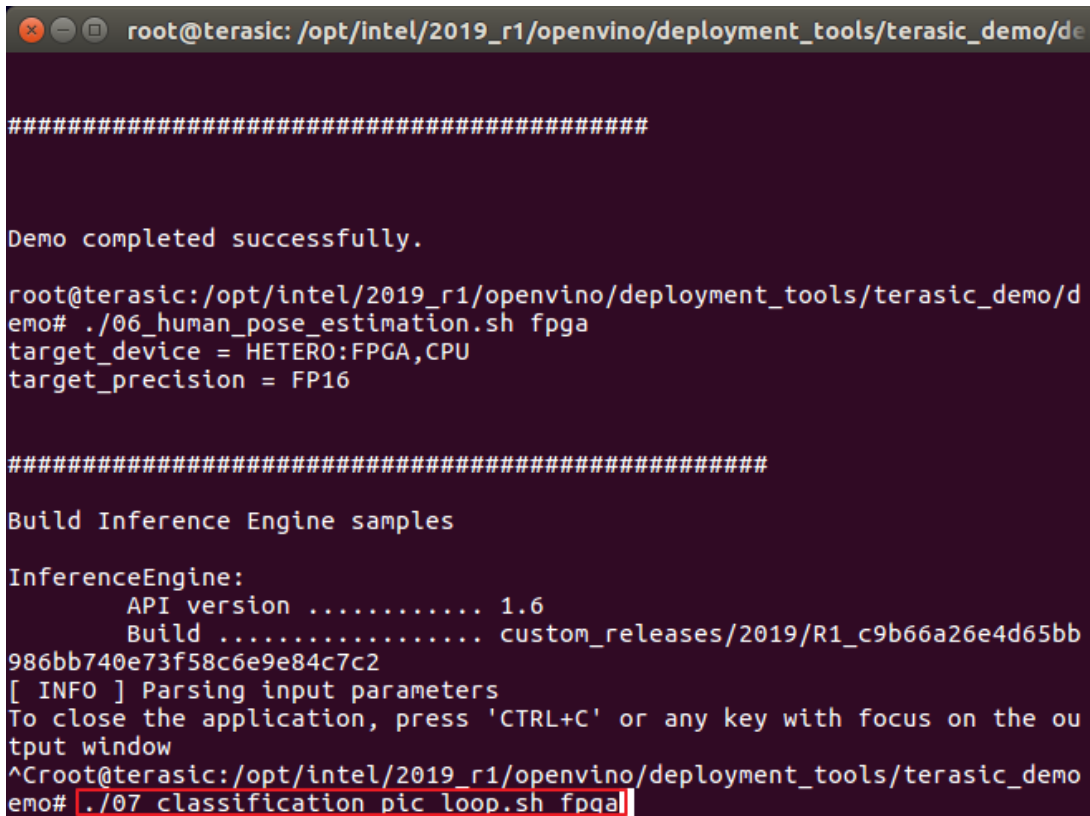 root@terasic: /opt/intel/2019_r1/openvino/deployment_tools/terasic_demo/de
###########################################
Demo completed successfully.
root@terasic:/opt/intel/2019_r1/openvino/deployment_tools/terasic_demo/d
emo# ./06_human_pose_estimation.sh fpga
target_device = HETERO:FPGA,CPU
target_precision = FP16
###################################################
Build Inference Engine samples
InferenceEngine:
API version ............ 1.6
Build .................. custom_releases/2019/R1_c9b66a26e4d65bb
986bb740e73f58c6e9e84c7c2
[ INFO ] Parsing input parameters
To close the application, press 'CTRL+C' or any key with focus on the ou
tput window
^Croot@terasic:/opt/intel/2019_r1/openvino/deployment_tools/terasic_demo
emo# ./07_classification_pic_loop.sh fpga